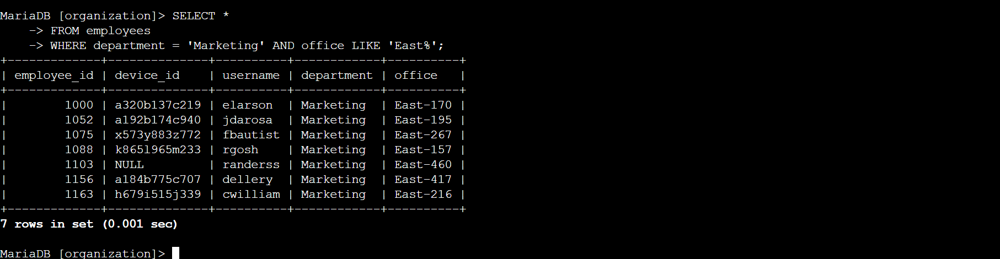 MariaDB [organization]> SELECT *
    -> FROM employees
    -> WHERE department = 'Marketing' AND office LIKE 'East%';
+-------------+--------------+----------+------------+----------+
| employee_id | device_id    | username | department | office   |
+-------------+--------------+----------+------------+----------+
|        1000 | a320b137c219 | elarson  | Marketing  | East-170 |
|        1052 | a192b174c940 | jdarosa  | Marketing  | East-195 |
|        1075 | x573y883z772 | fbautist | Marketing  | East-267 |
|        1088 | k865l965m233 | rgosh    | Marketing  | East-157 |
|        1103 | NULL         | randerss | Marketing  | East-460 |
|        1156 | a184b775c707 | dellery  | Marketing  | East-417 |
|        1163 | h679i515j339 | cwilliam | Marketing  | East-216 |
+-------------+--------------+----------+------------+----------+
7 rows in set (0.001 sec)
MariaDB [organization]>